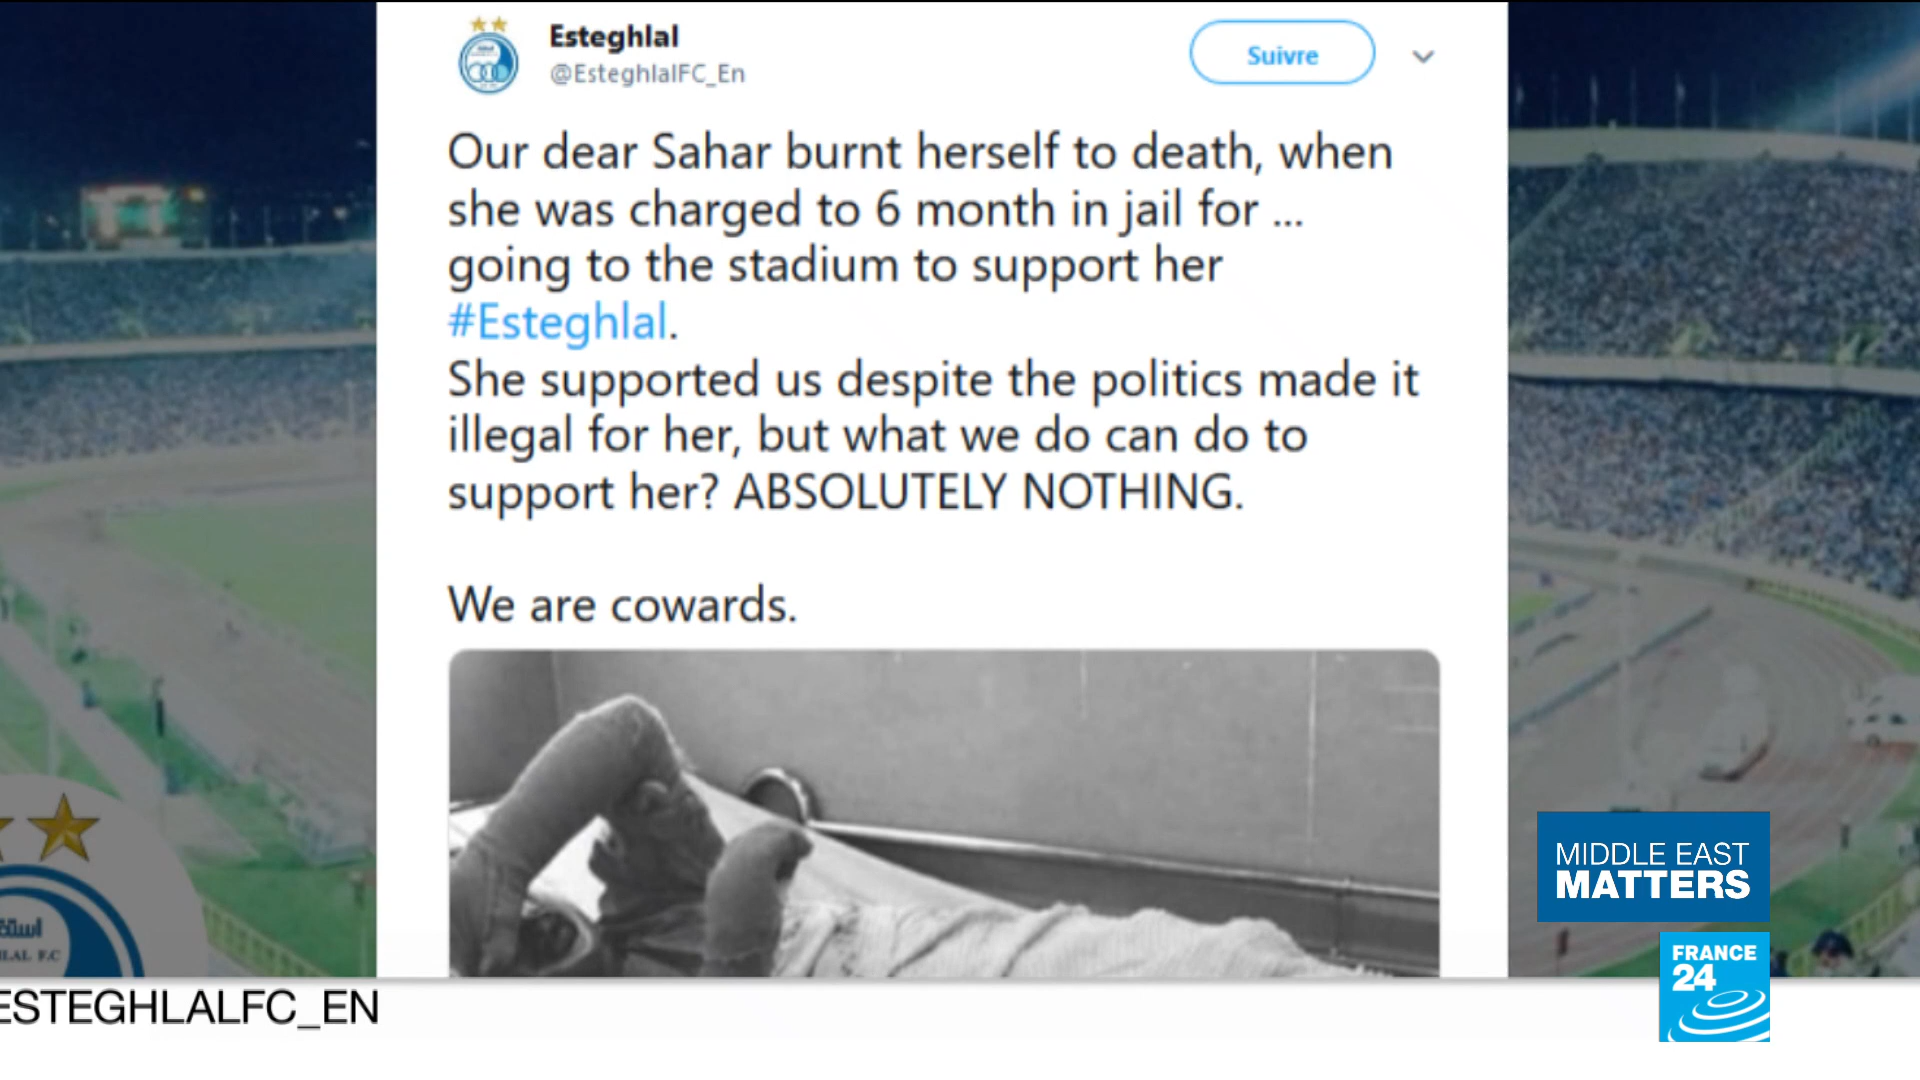 Esteghlal
@EsteghlalFC_En
Suivre
Our dear Sahar burnt herself to death, when
she was charged to 6 month in jail for ...
going to the stadium to support her
#Esteghlal.
She supported us despite the politics made it
illegal for her, but what we do can do to
support her? ABSOLUTELY NOTHING.
We are cowards.
MIDDLE EAST
MATTERS
FRANCE
24
LAL F.C
ESTEGHLALFC_EN